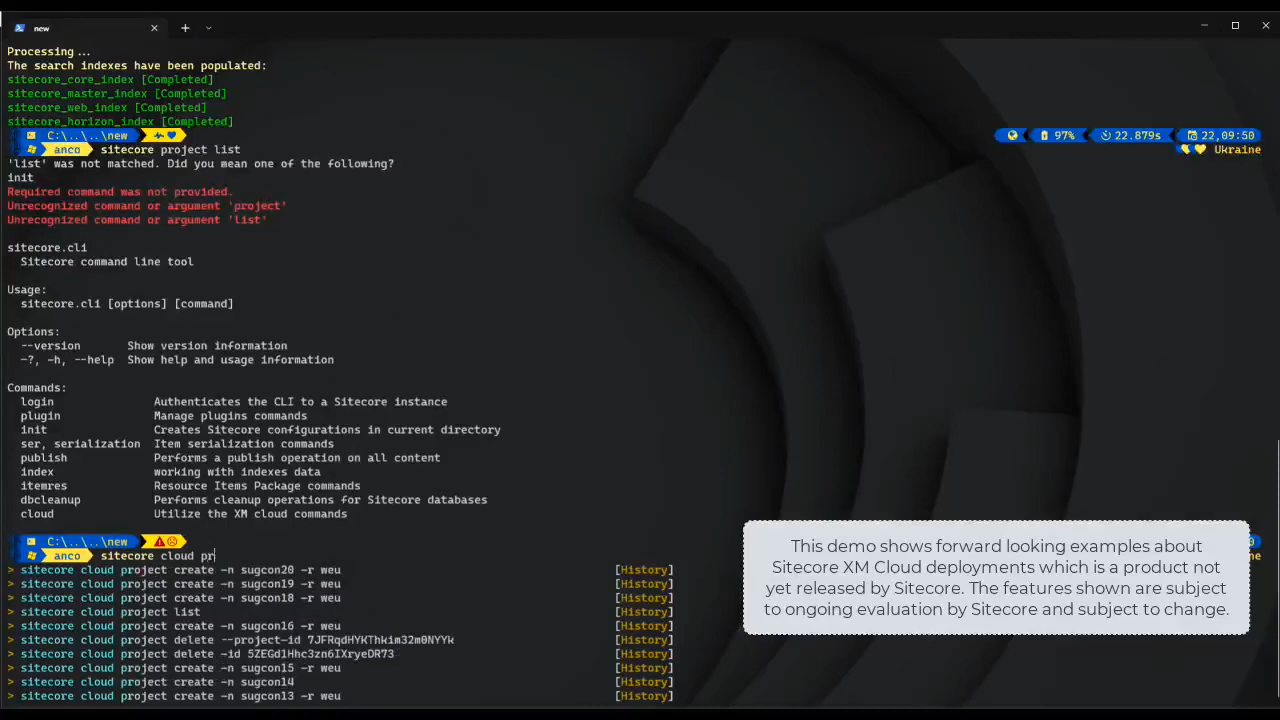 new
Processing...
The search indexes have been populated:
sitecore_core_index [Completed]
sitecore_master_index [Completed]
sitecore_web_index [Completed]
sitecore_horizon_index [Completed]
C:\..\..\new
97% 22.879s 22,09:50
anco sitecore project list
Ukraine
'list' was not matched. Did you mean one of the following?
init
Required command was not provided.
Unrecognized command or argument 'project'
Unrecognized command or argument 'list'
sitecore.cli
Sitecore command line tool
Usage:
sitecore.cli [options] [command]
Options:
--version Show version information
-?, -h, --help Show help and usage information
Commands:
login Authenticates the CLI to a Sitecore instance
plugin Manage plugins commands
init Creates Sitecore configurations in current directory
ser, serialization Item serialization commands
publish Performs a publish operation on all content
index working with indexes data
itemres Resource Items Package commands
dbcleanup Performs cleanup operations for Sitecore databases
cloud Utilize the XM cloud commands
C:\..\..\new
anco sitecore cloud pr
> sitecore cloud project create -n sugcon20 -r weu [History]
> sitecore cloud project create -n sugcon19 -r weu [History]
> sitecore cloud project create -n sugcon18 -r weu [History]
> sitecore cloud project list [History]
> sitecore cloud project create -n sugcon16 -r weu [History]
> sitecore cloud project delete --project-id 7JFRqdHYKThkim32m0NYYk [History]
> sitecore cloud project delete -id 5ZEGd1Hhc3zn6IXryeDR73 [History]
> sitecore cloud project create -n sugcon15 -r weu [History]
> sitecore cloud project create -n sugcon14 [History]
> sitecore cloud project create -n sugcon13 -r weu [History]
This demo shows forward looking examples about
Sitecore XM Cloud deployments which is a product not
yet released by Sitecore. The features shown are subject
to ongoing evaluation by Sitecore and subject to change.